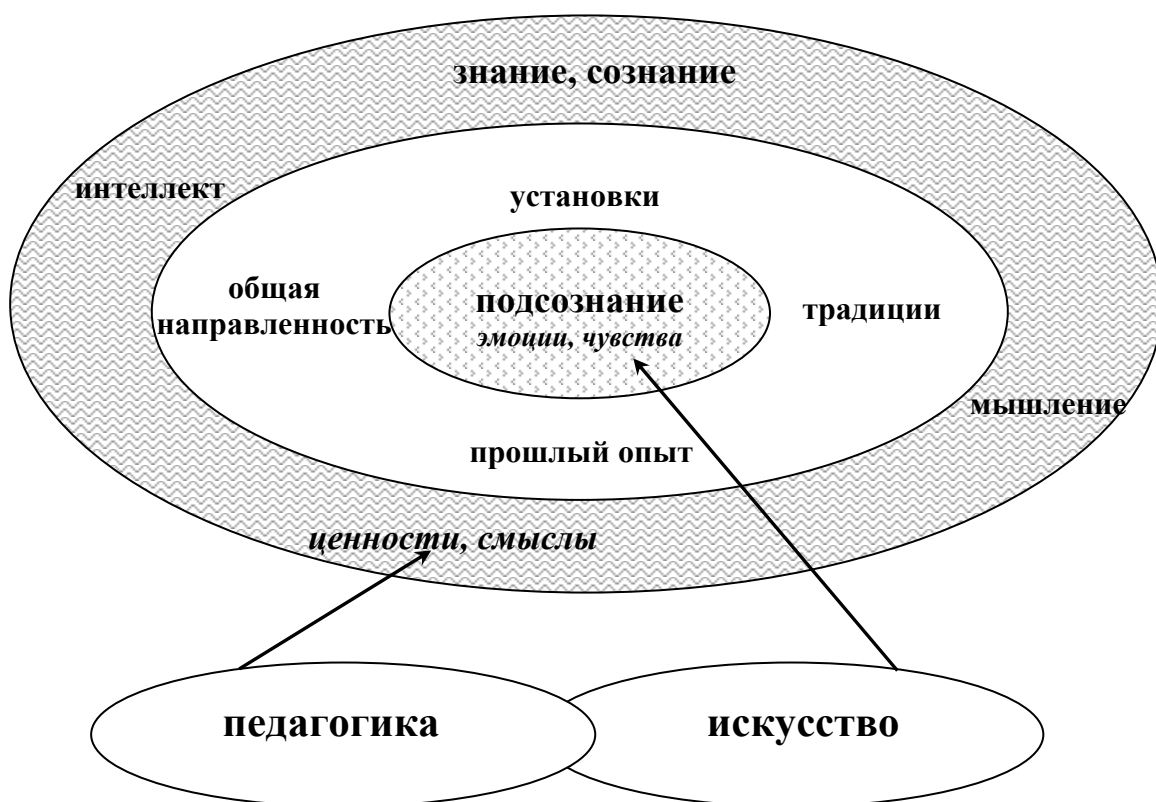 знание, сознание
интеллект
установки
общая
направленность
подсознание
эмоции, чувства
традиции
мышление
прошлый опыт
ценности, смыслы
педагогика
искусство